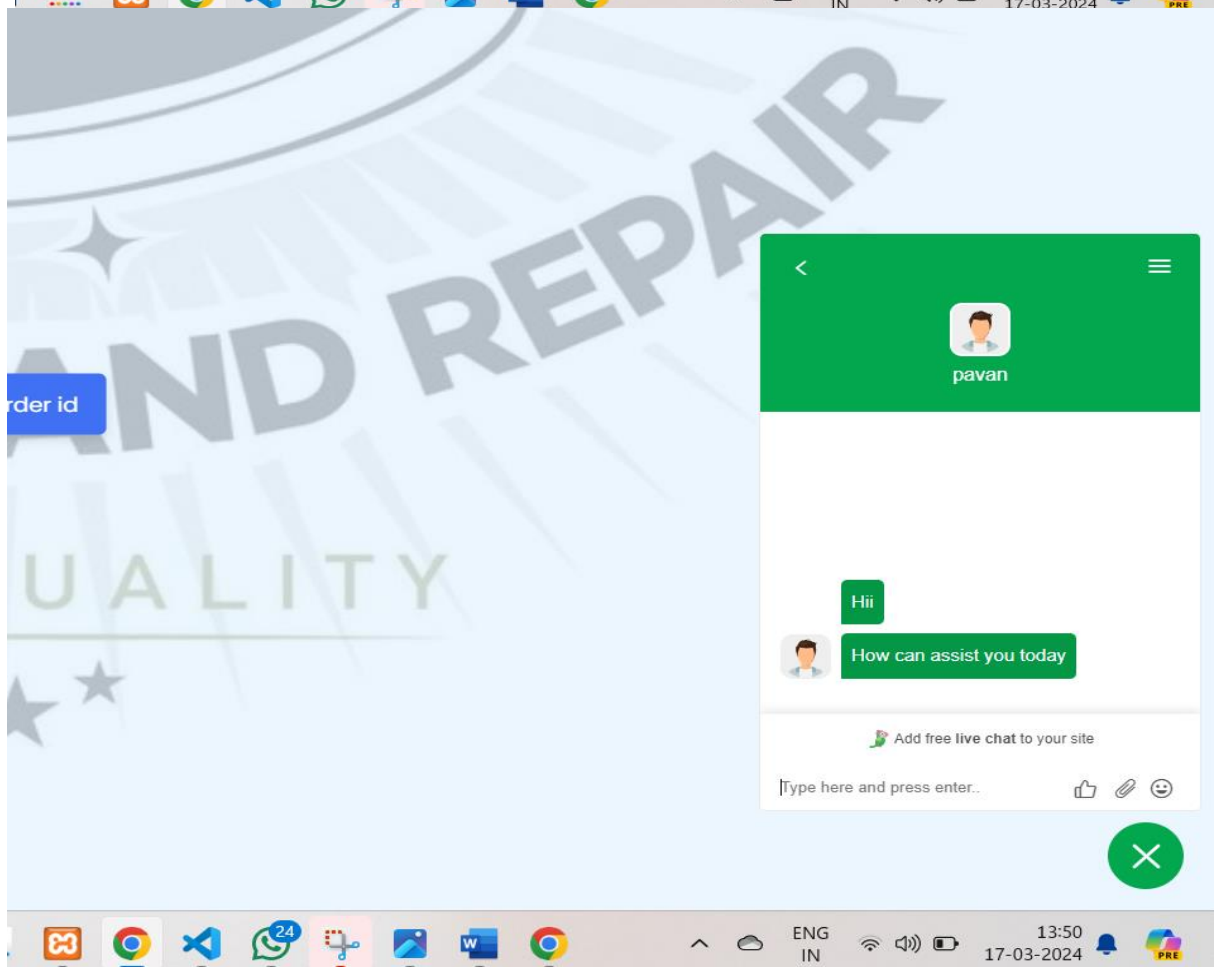 IN
17-03-2024
PRE
AND REPAIR
rder id
UALITY
pavan
Hii
How can assist you today
Add free live chat to your site
Type here and press enter..
24
W
ENG
IN
13:50
17-03-2024
PRE